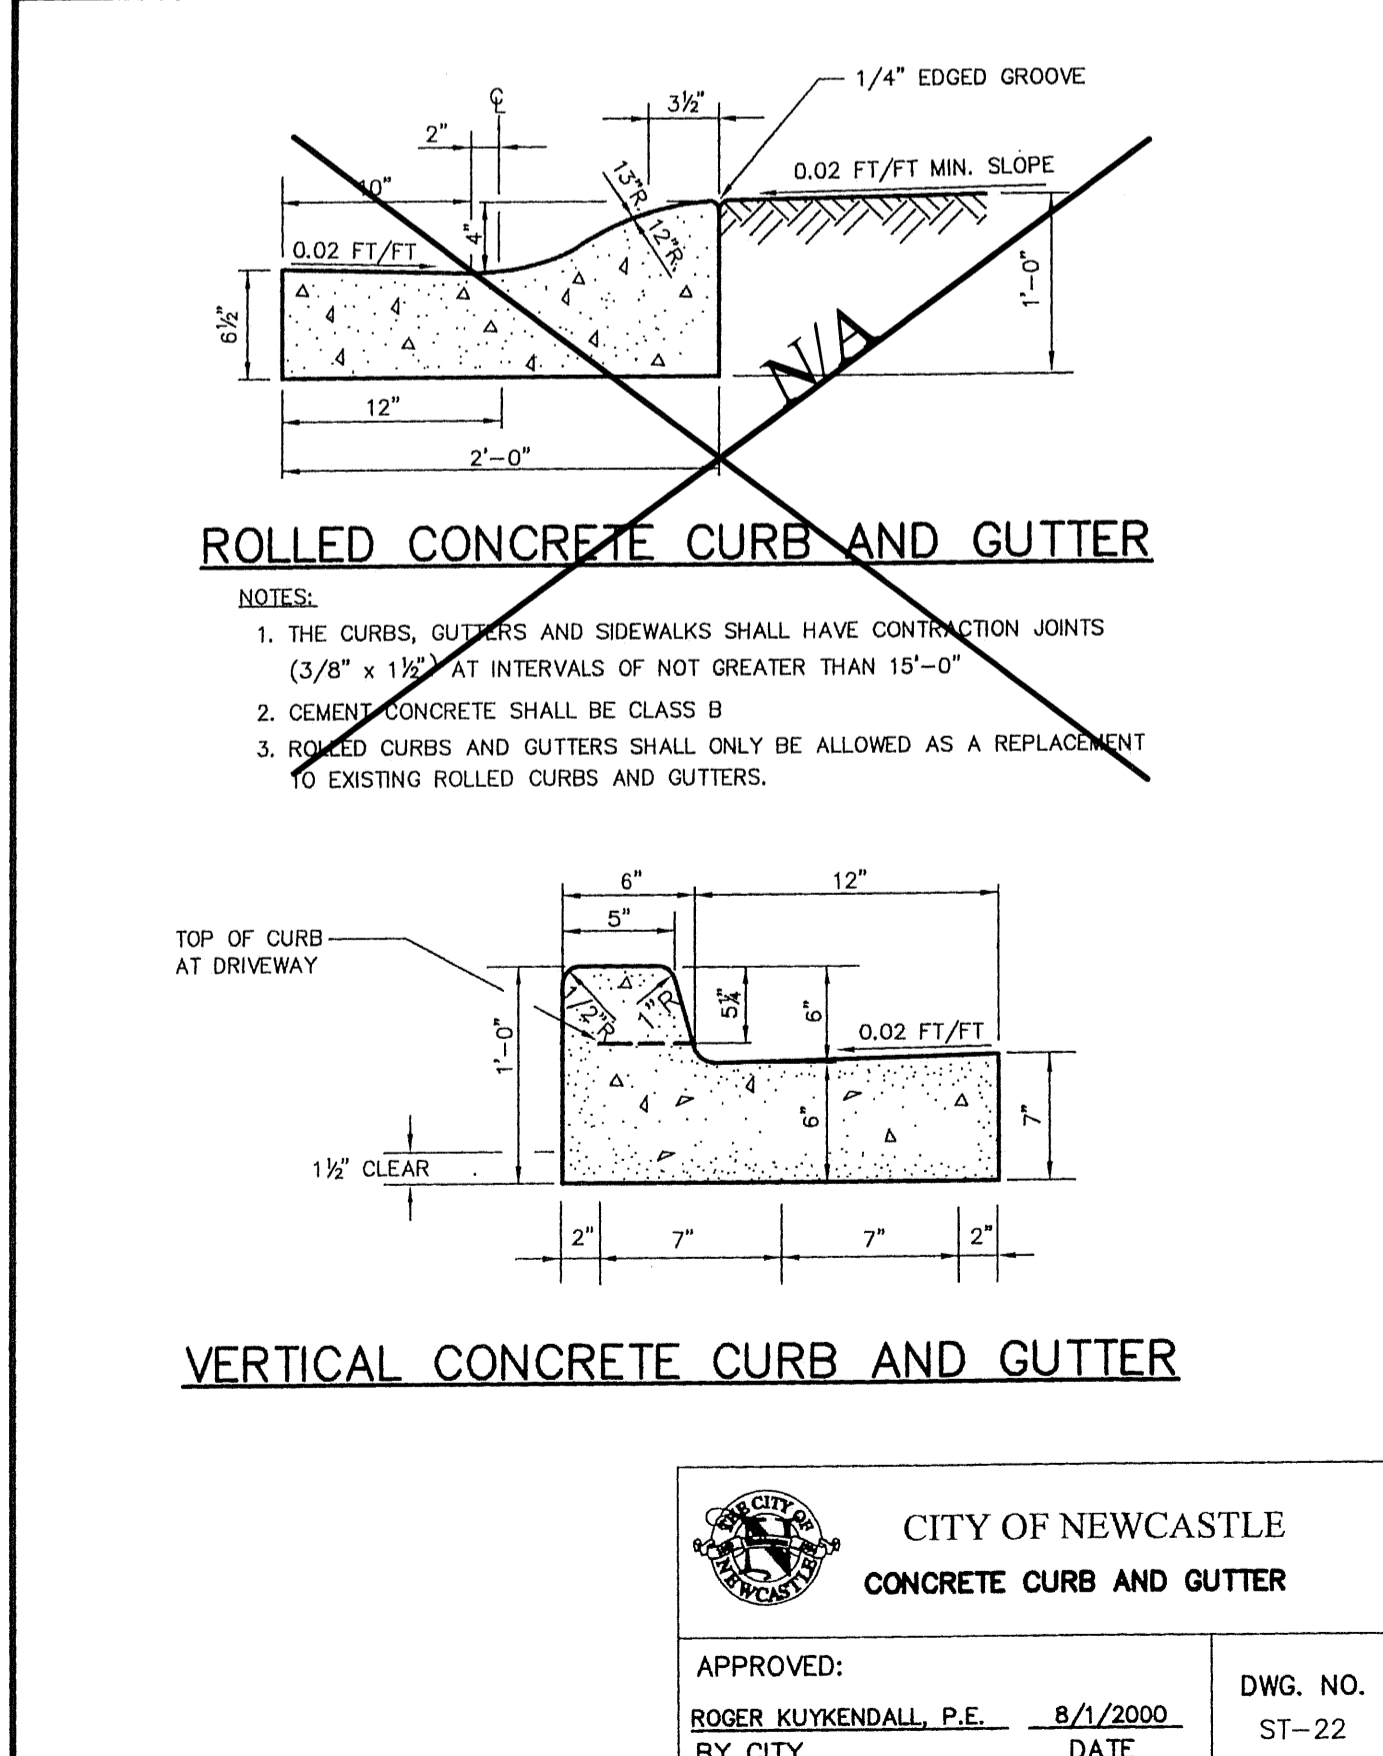 1/4" EDGED GROOVE
℄
3½"
2"
13"R.
0.02 FT/FT MIN. SLOPE
10"
4"
12"R.
0.02 FT/FT
1'-0"
6½"
N/A
12"
2'-0"
ROLLED CONCRETE CURB AND GUTTER
NOTES:
1. THE CURBS, GUTTERS AND SIDEWALKS SHALL HAVE CONTRACTION JOINTS
(3/8" x 1½") AT INTERVALS OF NOT GREATER THAN 15'-0"
2. CEMENT CONCRETE SHALL BE CLASS B
3. ROLLED CURBS AND GUTTERS SHALL ONLY BE ALLOWED AS A REPLACEMENT
TO EXISTING ROLLED CURBS AND GUTTERS.
6"
12"
5"
TOP OF CURB
AT DRIVEWAY
1/2"R
1"R
5¼"
6"
0.02 FT/FT
1'-0"
6"
7"
1½" CLEAR
2"
7"
7"
2"
VERTICAL CONCRETE CURB AND GUTTER
THE CITY OF
NEWCASTLE
CITY OF NEWCASTLE
CONCRETE CURB AND GUTTER
APPROVED:
DWG. NO.
ROGER KUYKENDALL, P.E. 8/1/2000
ST-22
BY CITY DATE